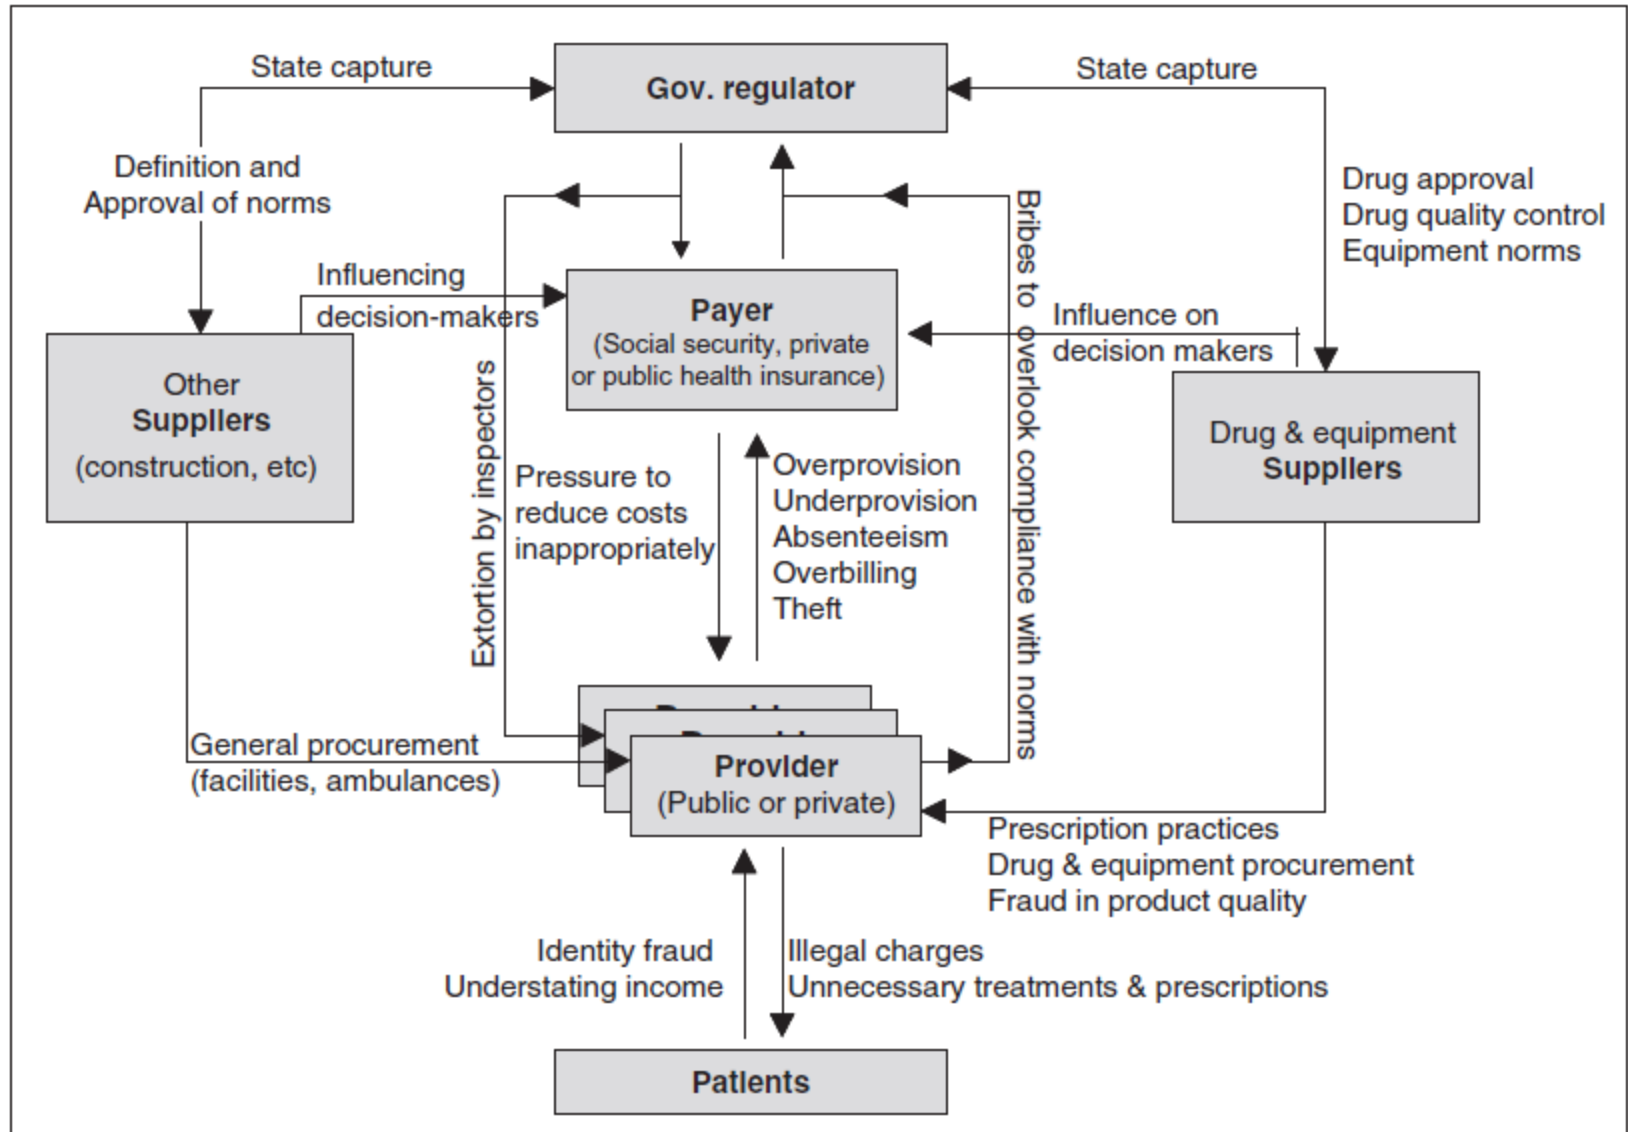 State capture
Gov. regulator
State capture
Definition and
Approval of norms
Drug approval
Drug quality control
Equipment norms
Influencing
decision-makers
Payer
(Social security, private
or public health insurance)
Influence on
decision makers
Other
Suppliers
(construction, etc)
Drug & equipment
Suppliers
Extortion by inspectors
Pressure to
reduce costs
inappropriately
Overprovision
Underprovision
Absenteeism
Overbilling
Theft
Bribes to overlook compliance with norms
General procurement
(facilities, ambulances)
Provider
(Public or private)
Prescription practices
Drug & equipment procurement
Fraud in product quality
Identity fraud
Understating income
Illegal charges
Unnecessary treatments & prescriptions
Patients